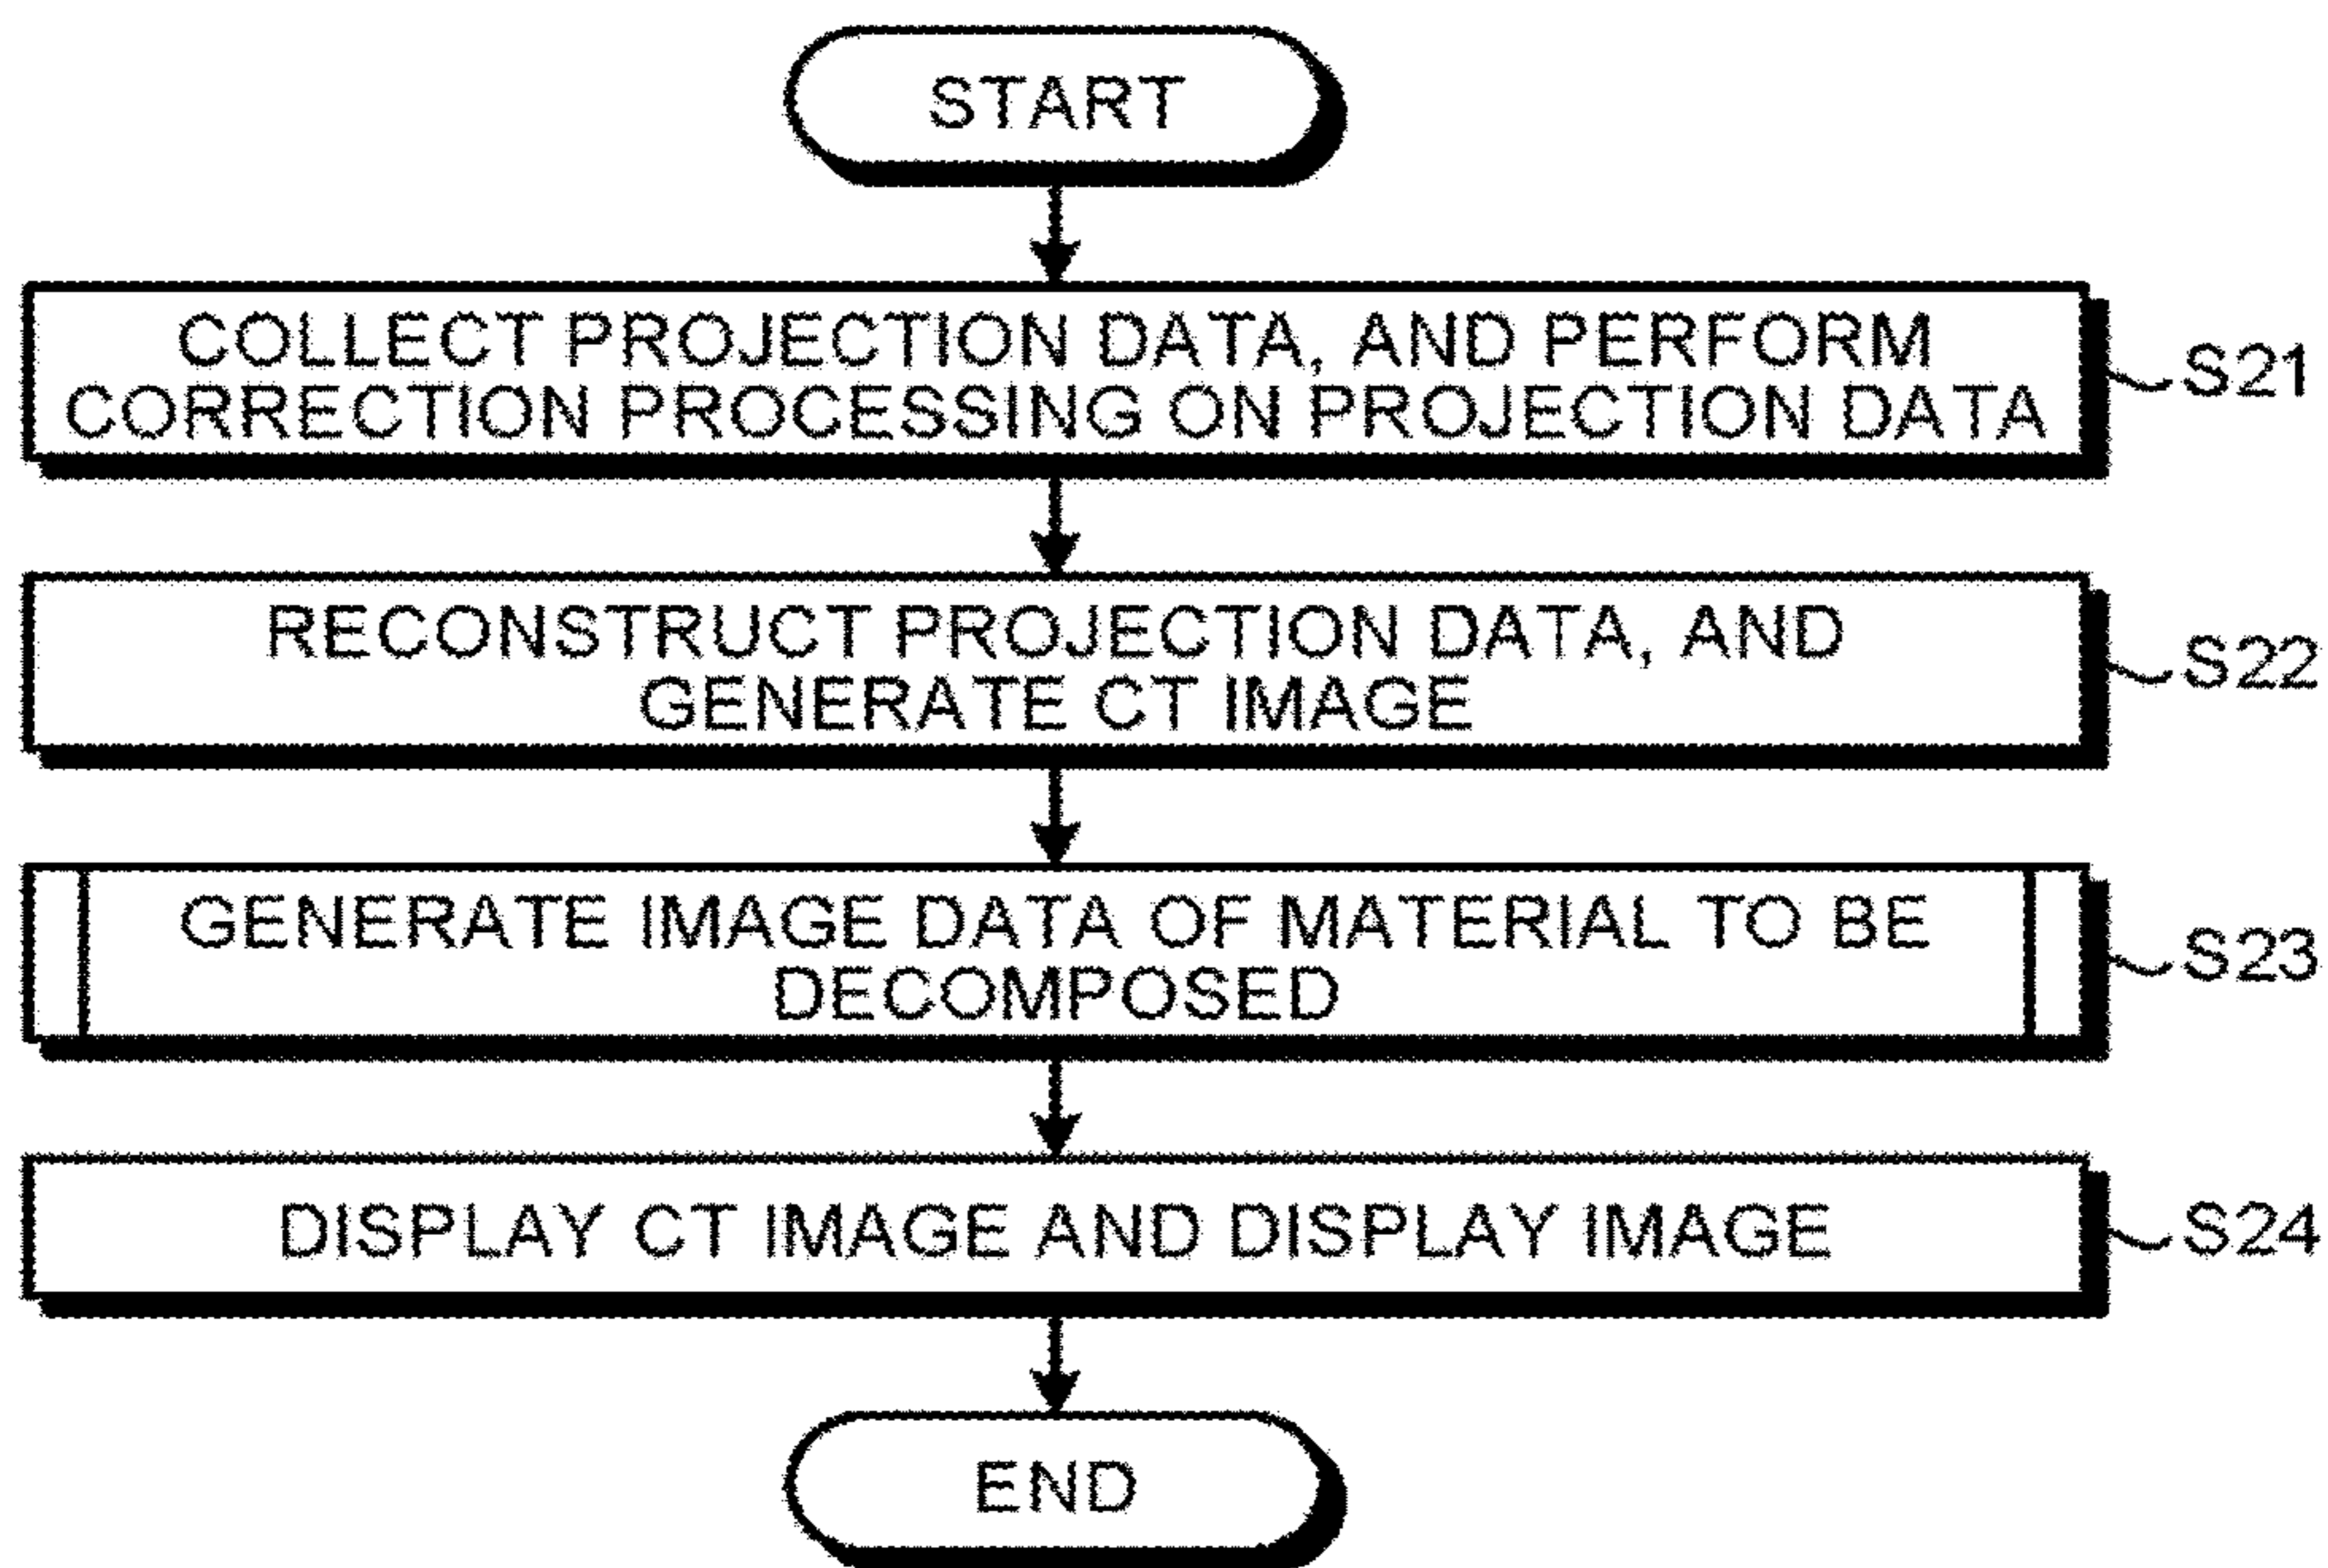 START
COLLECT PROJECTION DATA, AND PERFORM
CORRECTION PROCESSING ON PROJECTION DATA
S21
RECONSTRUCT PROJECTION DATA, AND
GENERATE CT IMAGE
S22
GENERATE IMAGE DATA OF MATERIAL TO BE
DECOMPOSED
S23
DISPLAY CT IMAGE AND DISPLAY IMAGE
S24
END